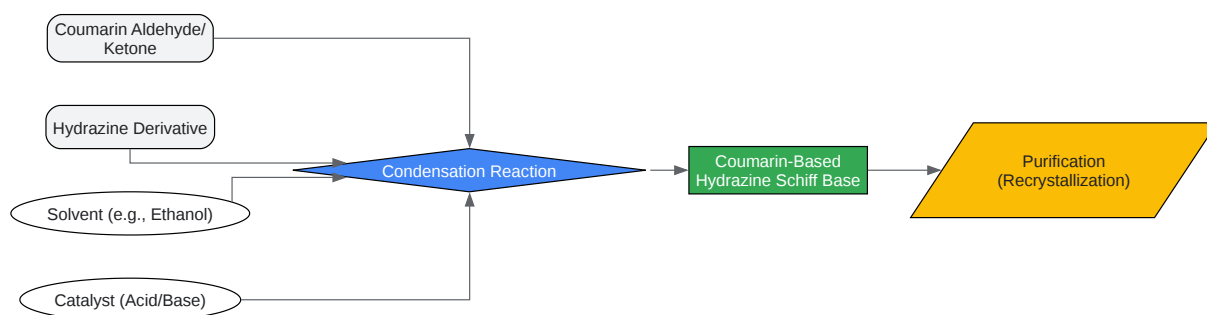 Coumarin Aldehyde/
Ketone
Hydrazine Derivative
Solvent (e.g., Ethanol)
Catalyst (Acid/Base)
Condensation Reaction
Coumarin-Based
Hydrazine Schiff Base
Purification
(Recrystallization)